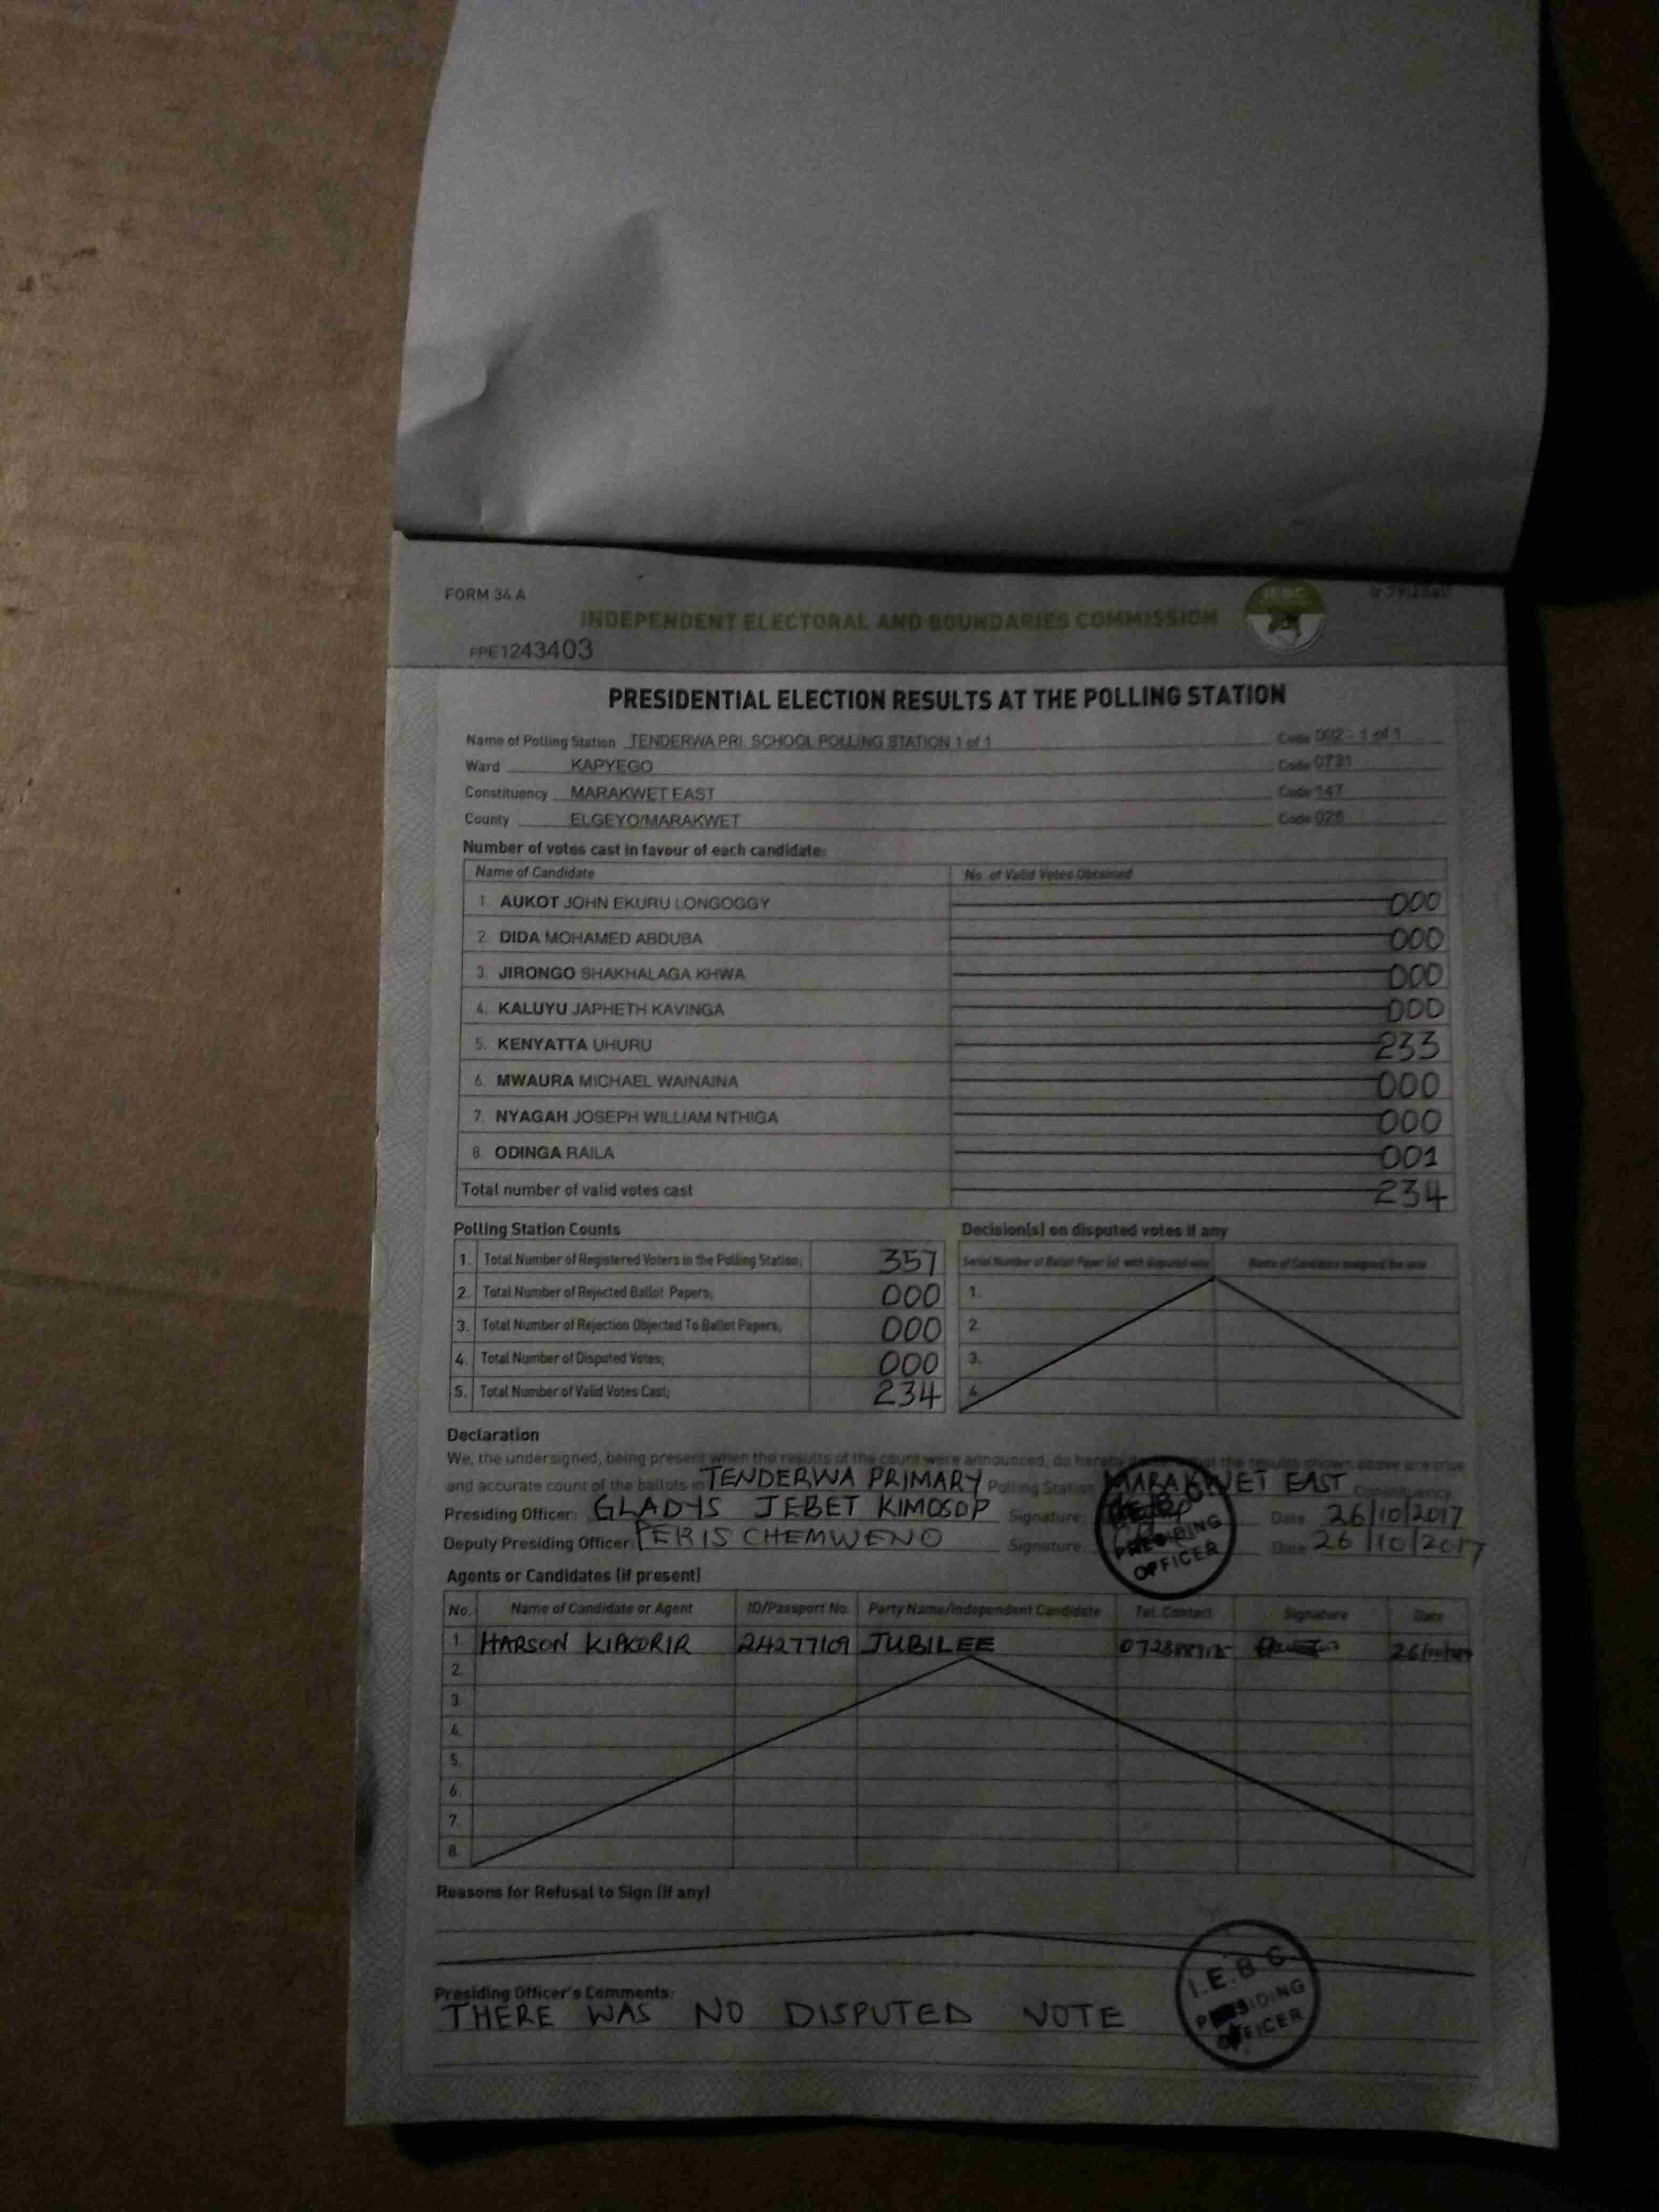 FORM 34 A
INDEPENDENT ELECTORAL AND BOUNDARIES COMMISSION
FPE1243403
PRESIDENTIAL ELECTION RESULTS AT THE POLLING STATION
Name of Polling Station TENDERWA PRI. SCHOOL POLLING STATION 1 of 1 Code 002 - 1 of 1
Ward KAPYEGO Code 0731
Constituency MARAKWET EAST Code 147
County ELGEYO/MARAKWET Code 028
Number of votes cast in favour of each candidate:
Name of Candidate No. of Valid Votes Obtained
1. AUKOT JOHN EKURU LONGOGGY 000
2. DIDA MOHAMED ABDUBA 000
3. JIRONGO SHAKHALAGA KHWA 000
4. KALUYU JAPHETH KAVINGA 000
5. KENYATTA UHURU 233
6. MWAURA MICHAEL WAINAINA 000
7. NYAGAH JOSEPH WILLIAM NTHIGA 000
8. ODINGA RAILA 001
Total number of valid votes cast 234
Polling Station Counts
1. Total Number of Registered Voters in the Polling Station; 357
2. Total Number of Rejected Ballot Papers; 000
3. Total Number of Rejection Objected To Ballot Papers; 000
4. Total Number of Disputed Votes; 000
5. Total Number of Valid Votes Cast; 234
Decision(s) on disputed votes if any
Serial Number of Ballot Paper (s) with disputed vote Name of Candidate assigned the vote
1.
2.
3.
4.
Declaration
We, the undersigned, being present when the results of the count were announced, do hereby that the results shown above are true
and accurate count of the ballots in TENDERWA PRIMARY Polling Station MARAKWET EAST Constituency
Presiding Officer: GLADYS JEBET KIMOSOP Signature: Date 26/10/2017
Deputy Presiding Officer: PERIS CHEMWENO Signature: Date 26/10/2017
I.E.B.C
PRESIDING
OFFICER
Agents or Candidates (if present)
No. Name of Candidate or Agent ID/Passport No. Party Name/Independent Candidate Tel. Contact Signature Date
1. HARSON KIPKORIR 24277109 JUBILEE
2.
3.
4.
5.
6.
7.
8.
Reasons for Refusal to Sign (if any)
Presiding Officer's Comments:
THERE WAS NO DISPUTED VOTE
I.E.B.C.
PRESIDING
OFFICER